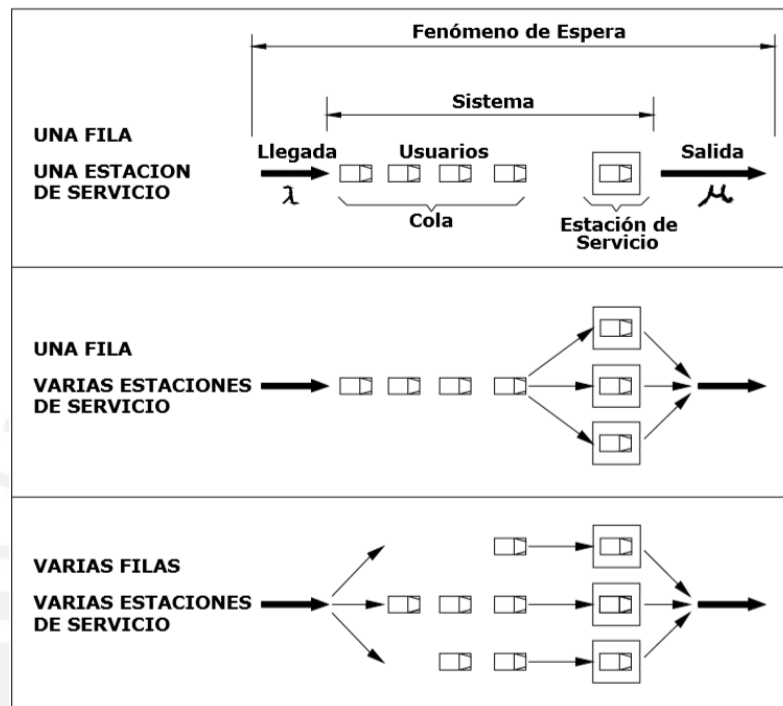 Fenómeno de Espera
Sistema
UNA FILA
UNA ESTACION
DE SERVICIO
Llegada
λ
Usuarios
Cola
Estación de
Servicio
Salida
μ
UNA FILA
VARIAS ESTACIONES
DE SERVICIO
VARIAS FILAS
VARIAS ESTACIONES
DE SERVICIO